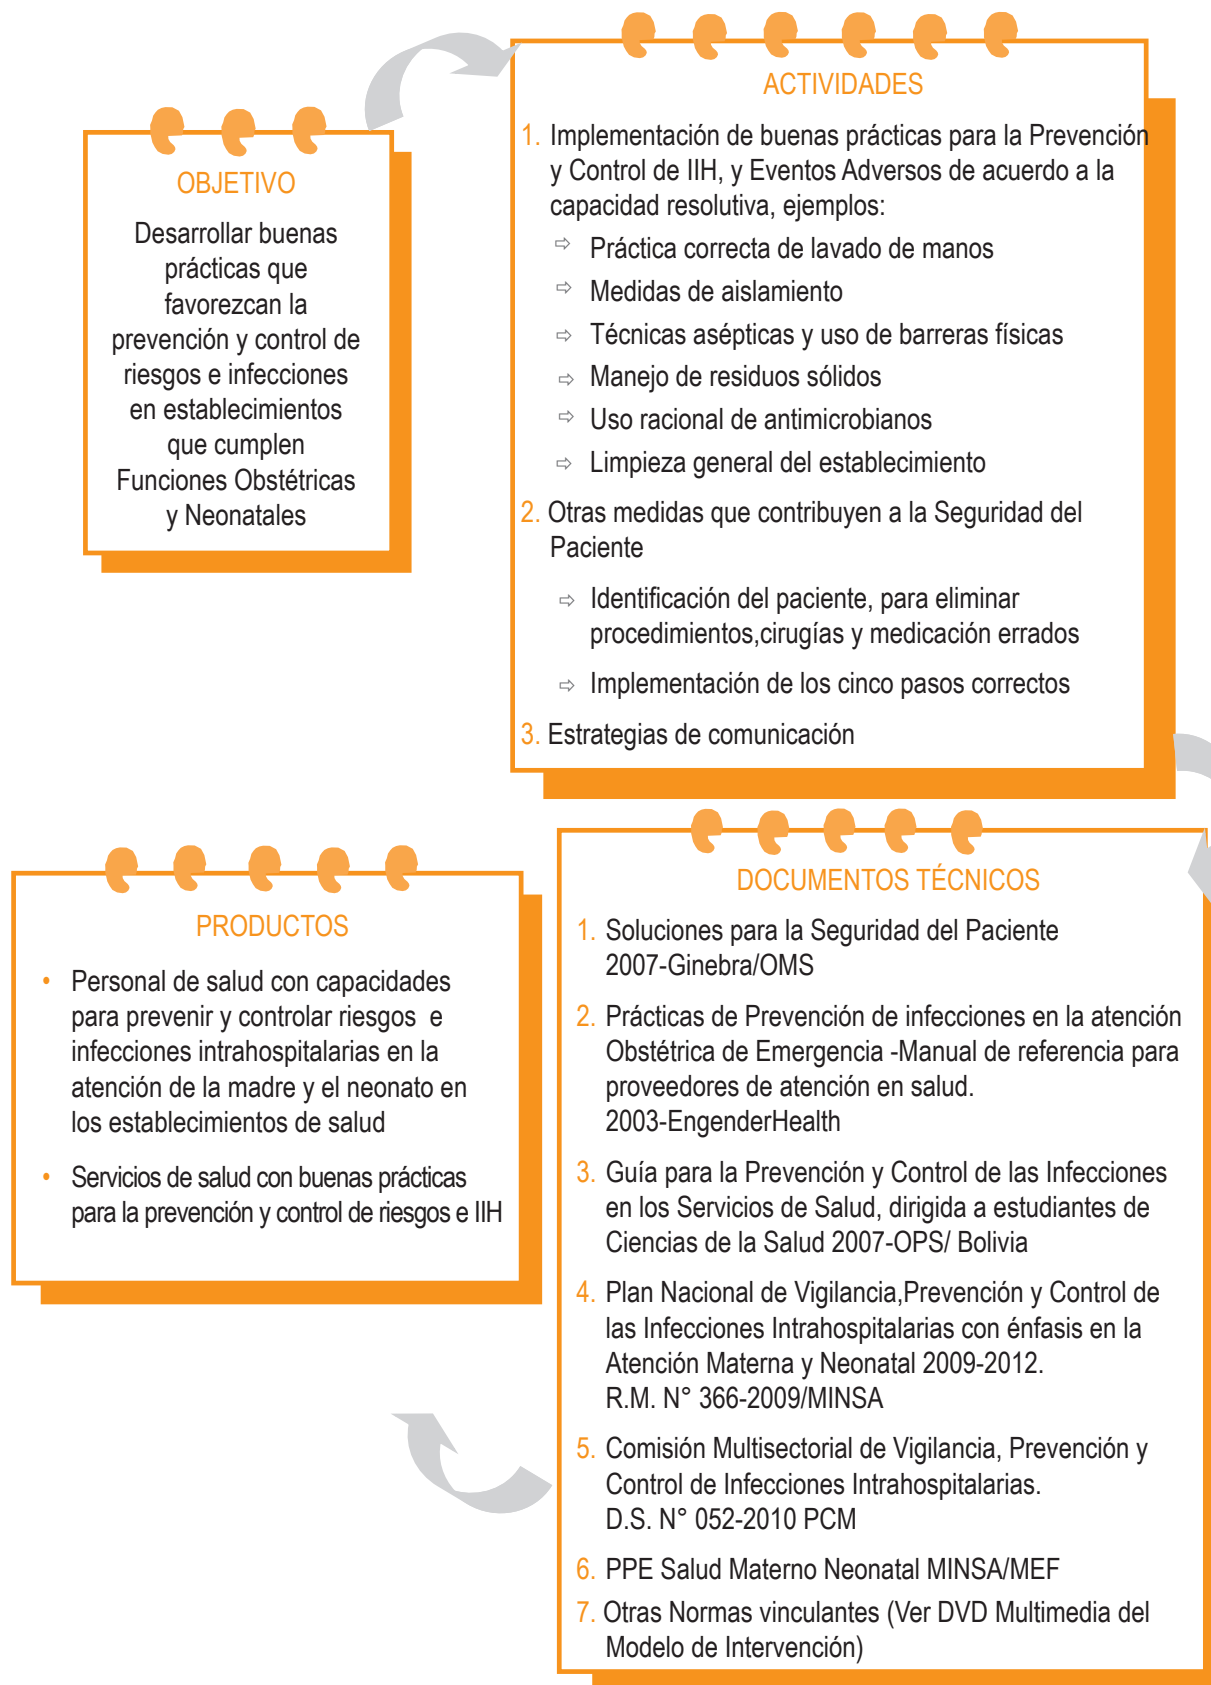 OBJETIVO
Desarrollar buenas
prácticas que
favorezcan la
prevención y control de
riesgos e infecciones
en establecimientos
que cumplen
Funciones Obstétricas
y Neonatales
ACTIVIDADES
1. Implementación de buenas prácticas para la Prevención
y Control de IIH, y Eventos Adversos de acuerdo a la
capacidad resolutiva, ejemplos:
⇨ Práctica correcta de lavado de manos
⇨ Medidas de aislamiento
⇨ Técnicas asépticas y uso de barreras físicas
⇨ Manejo de residuos sólidos
⇨ Uso racional de antimicrobianos
⇨ Limpieza general del establecimiento
2. Otras medidas que contribuyen a la Seguridad del
Paciente
⇨ Identificación del paciente, para eliminar
procedimientos,cirugías y medicación errados
⇨ Implementación de los cinco pasos correctos
3. Estrategias de comunicación
DOCUMENTOS TÉCNICOS
1. Soluciones para la Seguridad del Paciente
2007-Ginebra/OMS
2. Prácticas de Prevención de infecciones en la atención
Obstétrica de Emergencia -Manual de referencia para
proveedores de atención en salud.
2003-EngenderHealth
3. Guía para la Prevención y Control de las Infecciones
en los Servicios de Salud, dirigida a estudiantes de
Ciencias de la Salud 2007-OPS/ Bolivia
4. Plan Nacional de Vigilancia,Prevención y Control de
las Infecciones Intrahospitalarias con énfasis en la
Atención Materna y Neonatal 2009-2012.
R.M. N° 366-2009/MINSA
5. Comisión Multisectorial de Vigilancia, Prevención y
Control de Infecciones Intrahospitalarias.
D.S. N° 052-2010 PCM
6. PPE Salud Materno Neonatal MINSA/MEF
7. Otras Normas vinculantes (Ver DVD Multimedia del
Modelo de Intervención)
PRODUCTOS
• Personal de salud con capacidades
para prevenir y controlar riesgos e
infecciones intrahospitalarias en la
atención de la madre y el neonato en
los establecimientos de salud
• Servicios de salud con buenas prácticas
para la prevención y control de riesgos e IIH